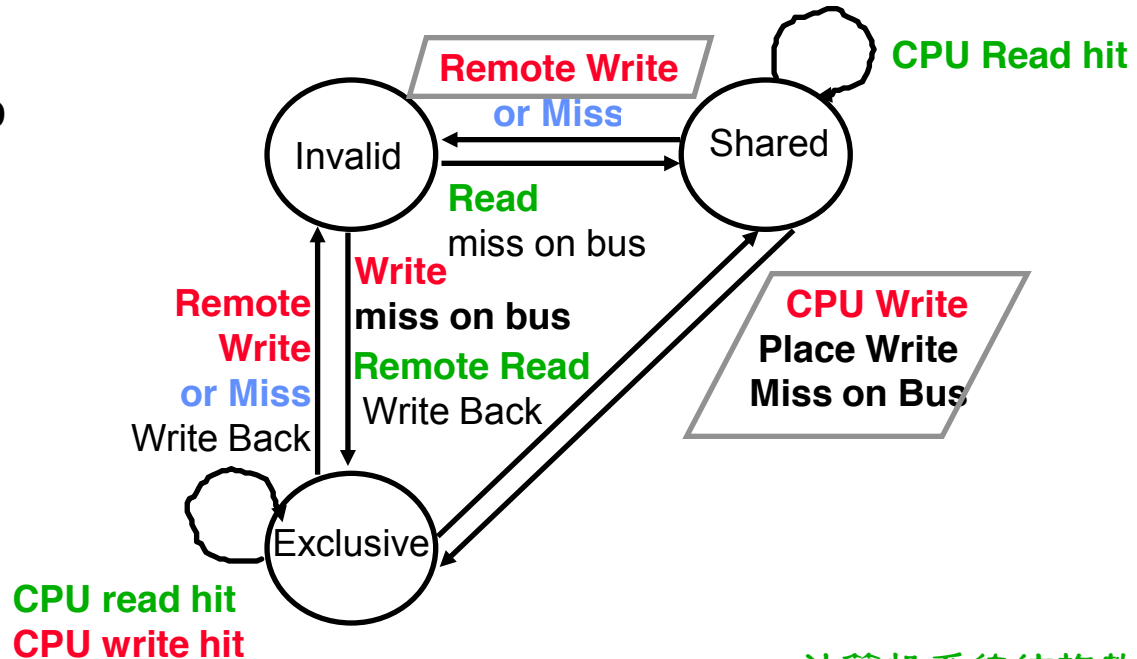 Remote Write
or Miss
CPU Read hit
Invalid
Shared
Read
miss on bus
Write
miss on bus
Remote
Write
or Miss
Write Back
Remote Read
Write Back
CPU Write
Place Write
Miss on Bus
Exclusive
CPU read hit
CPU write hit